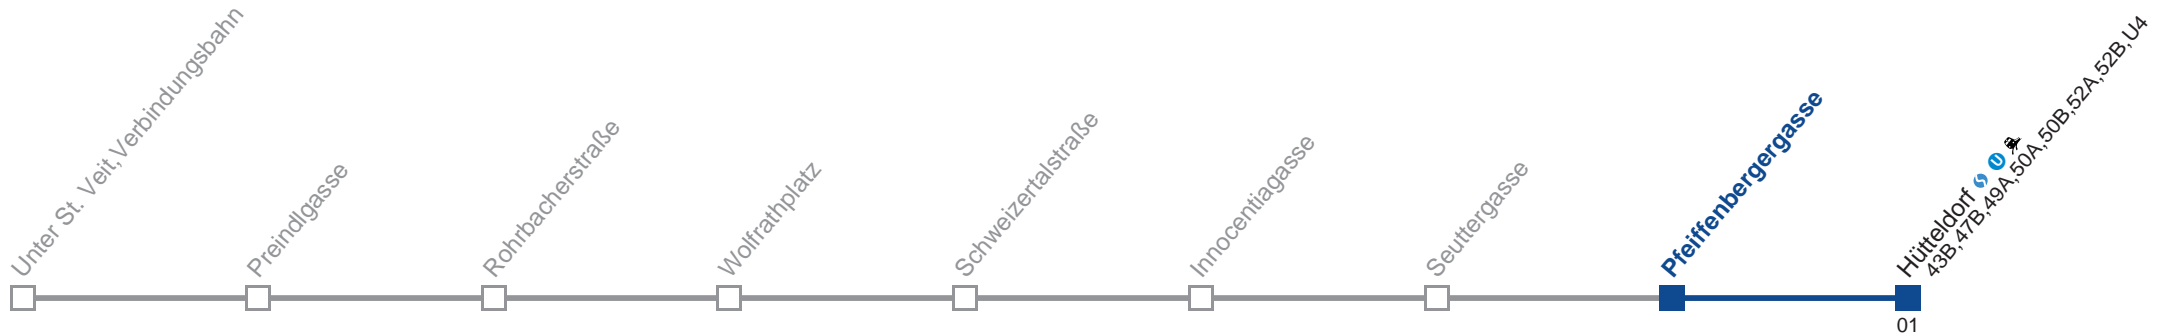 Unter St. Veit,Verbindungsbahn
Preindlgasse
Rohrbacherstraße
Wolfrathplatz
Schweizertalstraße
Innocentiagasse
Seuttergasse
Pfeiffenbergergasse
Hütteldorf U
43B,47B,49A,50A,50B,52A,52B,U4
01